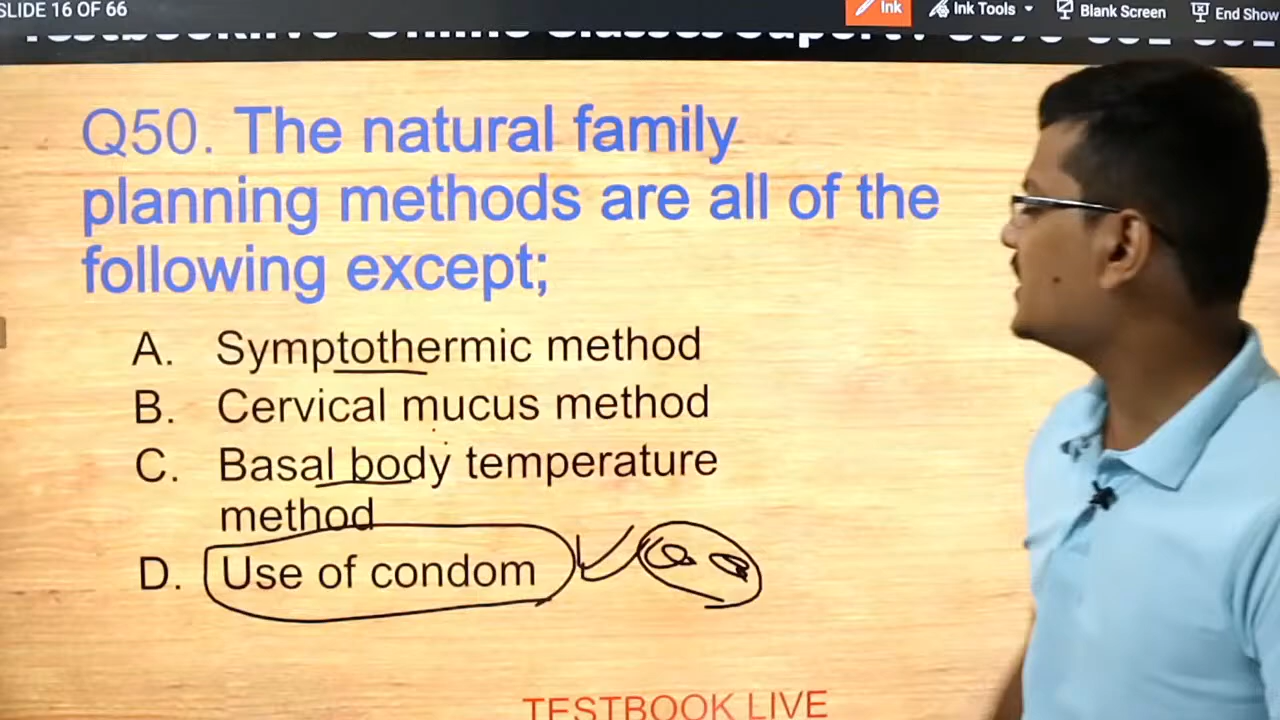 SLIDE 16 OF 66
Ink
Ink Tools
Blank Screen
End Show
Q50. The natural family
planning methods are all of the
following except;
A. Symptothermic method
B. Cervical mucus method
C. Basal body temperature
method
D. Use of condom
TESTBOOK LIVE